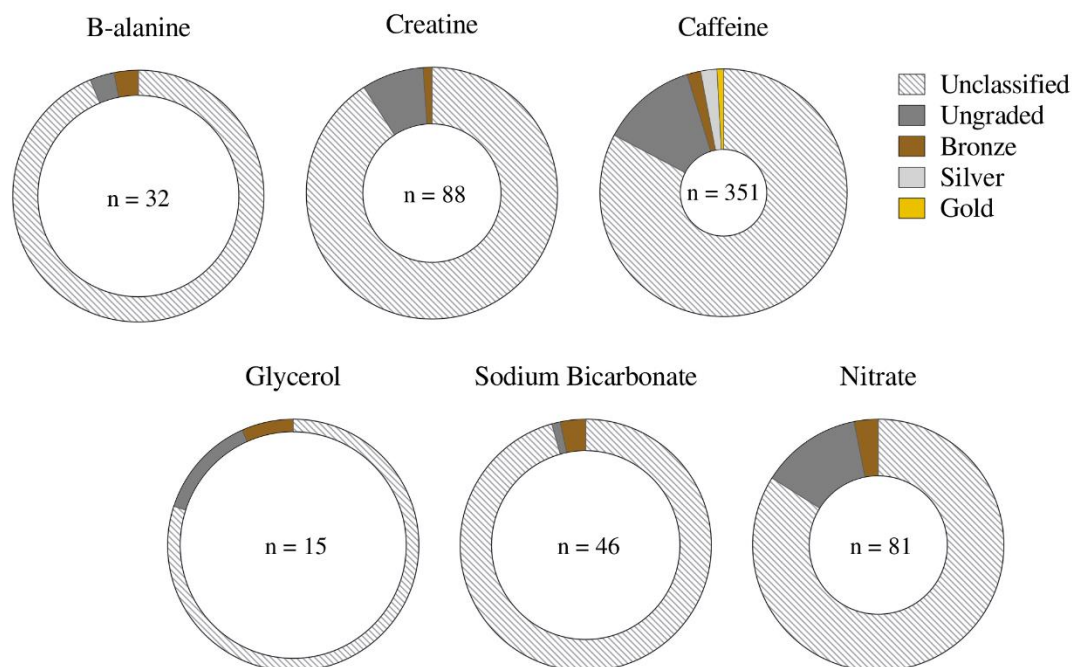 B-alanine
Creatine
Caffeine
n = 32
n = 88
n = 351
Unclassified
Ungraded
Bronze
Silver
Gold
Glycerol
Sodium Bicarbonate
Nitrate
n = 15
n = 46
n = 81